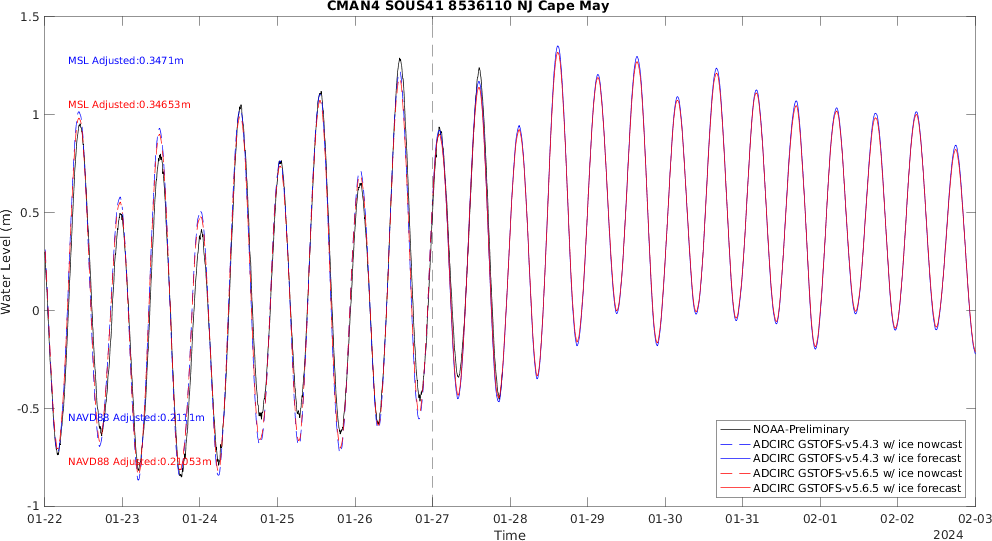 CMAN4 SOUS41 8536110 NJ Cape May
1.5
1
0.5
0
-0.5
-1
Water Level (m)
MSL Adjusted:0.3471m
MSL Adjusted:0.34653m
NAVD88 Adjusted:0.2111m
NAVD88 Adjusted:0.21053m
NOAA-Preliminary
ADCIRC GSTOFS-v5.4.3 w/ ice nowcast
ADCIRC GSTOFS-v5.4.3 w/ ice forecast
ADCIRC GSTOFS-v5.6.5 w/ ice nowcast
ADCIRC GSTOFS-v5.6.5 w/ ice forecast
01-22 01-23 01-24 01-25 01-26 01-27 01-28 01-29 01-30 01-31 02-01 02-02 02-03
Time
2024